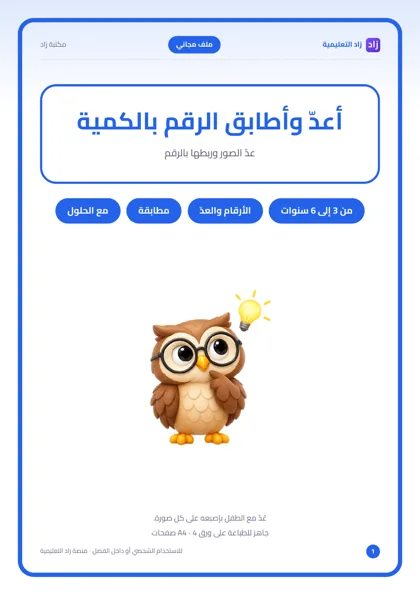 زاد
زاد التعليمية
ملف مجاني
مكتبة زاد
أعدّ وأطابق الرقم بالكمية
عدّ الصور وربطها بالرقم
من 3 إلى 6 سنوات
الأرقام والعدّ
مطابقة
مع الحلول
عُدّ مع الطفل بإصبعه على كل صورة.
جاهز للطباعة على ورق A4 · 4 صفحات
1
للاستخدام الشخصي أو داخل الفصل · منصة زاد التعليمية